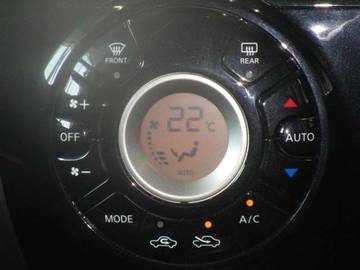 FRONT
REAR
+
22°C
OFF
AUTO
AUTO
-
MODE
A/C